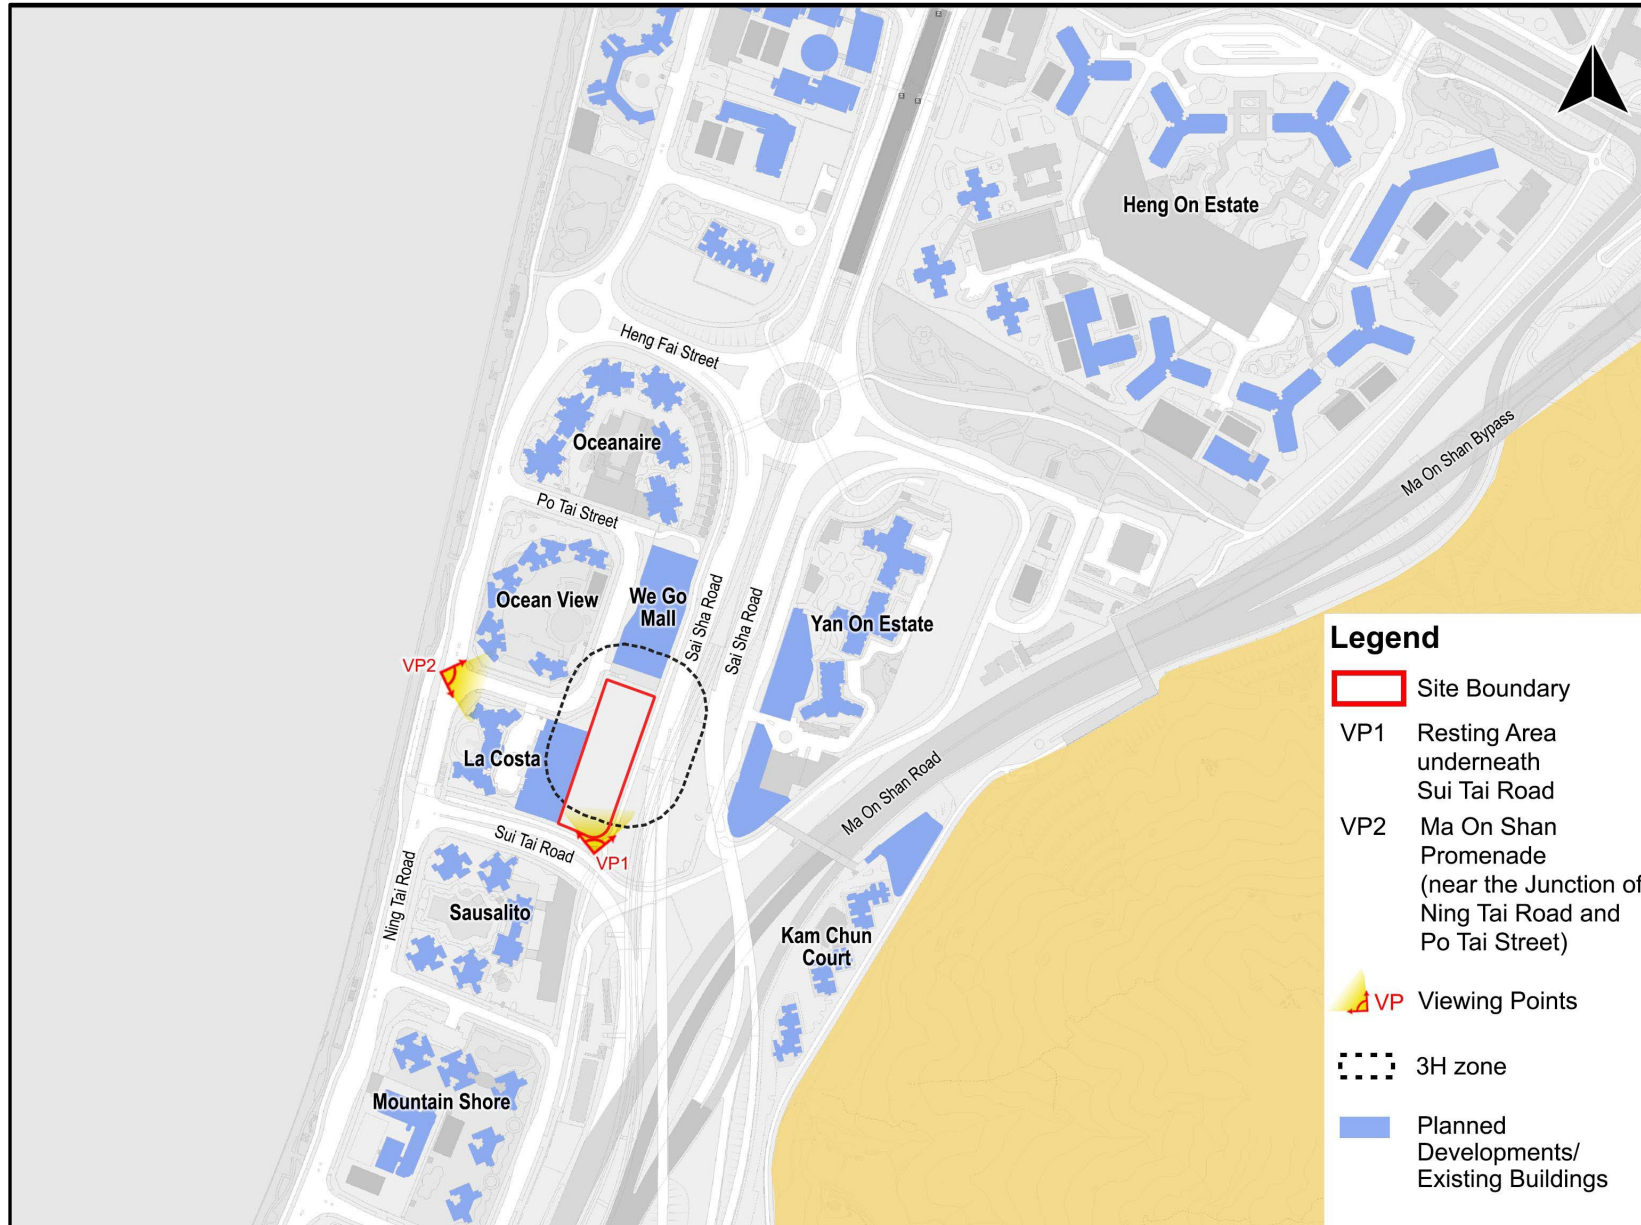 Heng On Estate
Heng Fai Street
Oceanaire
Ma On Shan Bypass
Po Tai Street
Ocean View
We Go
Mall
Sai Sha Road
Sai Sha Road
Yan On Estate
VP2
La Costa
Ma On Shan Road
Sui Tai Road
VP1
Ning Tai Road
Sausalito
Kam Chun
Court
Mountain Shore
Legend
Site Boundary
VP1 Resting Area
underneath
Sui Tai Road
VP2 Ma On Shan
Promenade
(near the Junction of
Ning Tai Road and
Po Tai Street)
VP Viewing Points
3H zone
Planned
Developments/
Existing Buildings